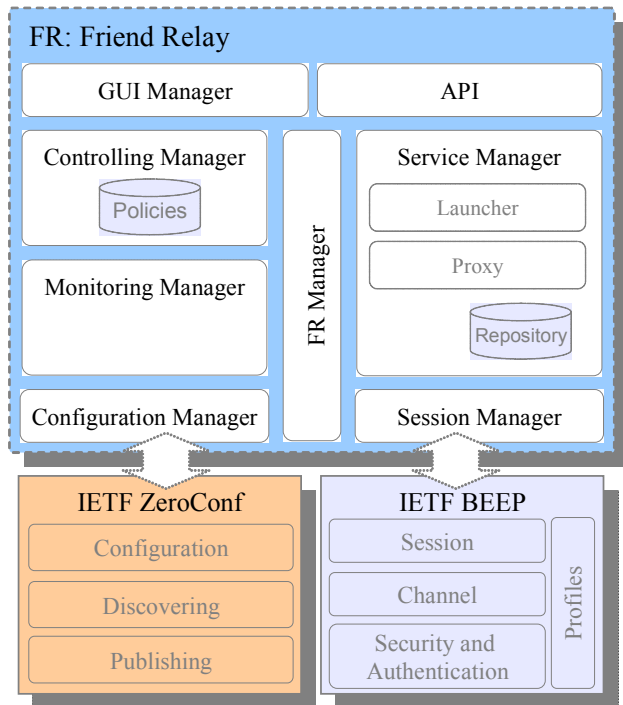 FR: Friend Relay
GUI Manager
API
Controlling Manager
Policies
Monitoring Manager
Configuration Manager
FR Manager
Service Manager
Launcher
Proxy
Repository
Session Manager
IETF ZeroConf
Configuration
Discovering
Publishing
IETF BEEP
Session
Channel
Security and
Authentication
Profiles